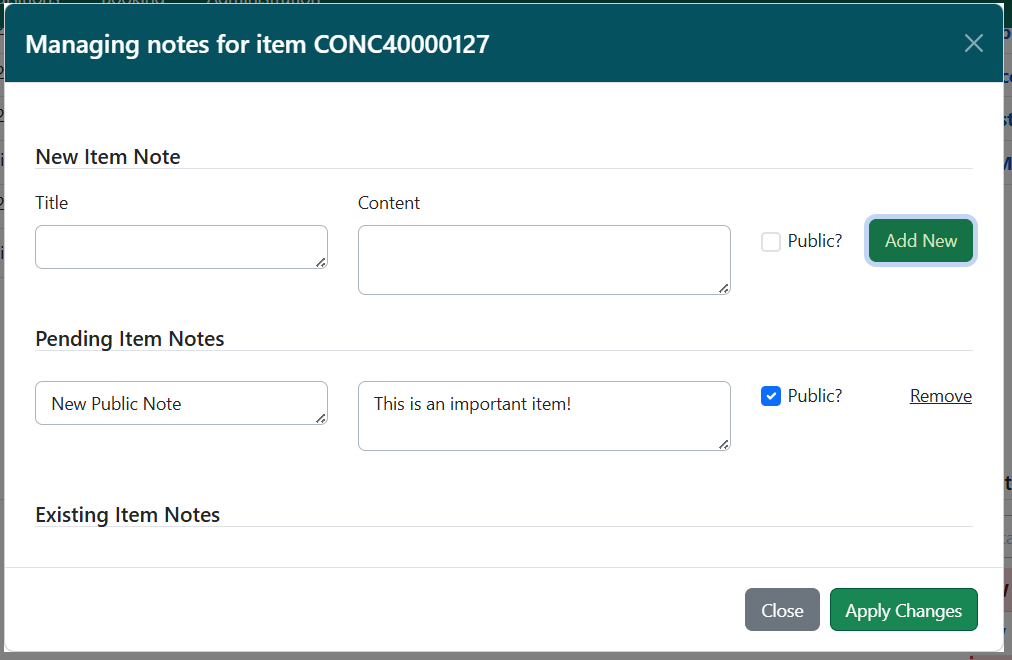 Managing notes for item CONC40000127
New Item Note
Title Content
Public? Add New
Pending Item Notes
New Public Note This is an important item! Public? Remove
Existing Item Notes
Close Apply Changes